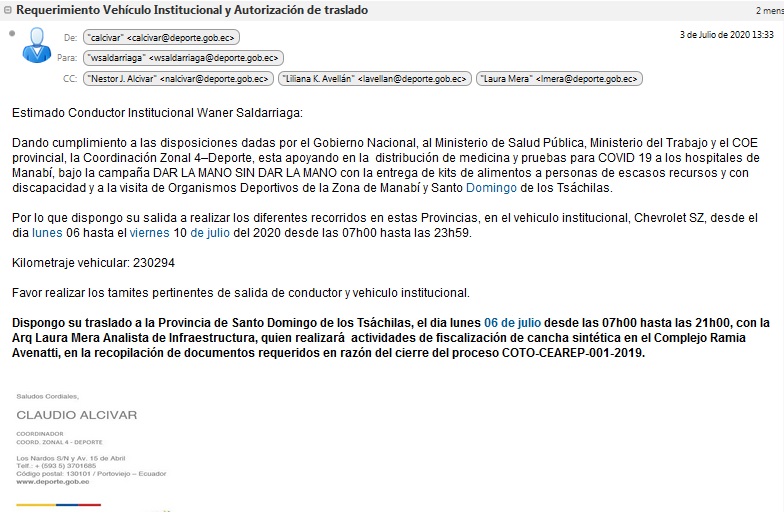 Requerimiento Vehículo Institucional y Autorización de traslado
2 mens
De: "calcivar" <calcivar@deporte.gob.ec>
3 de Julio de 2020 13:33
Para: "wsaldarriaga" <wsaldarriaga@deporte.gob.ec>
CC: "Nestor J. Alcivar" <nalcivar@deporte.gob.ec> "Liliana K. Avellán" <lavellan@deporte.gob.ec> "Laura Mera" <lmera@deporte.gob.ec>
Estimado Conductor Institucional Waner Saldarriaga:
Dando cumplimiento a las disposiciones dadas por el Gobierno Nacional, al Ministerio de Salud Pública, Ministerio del Trabajo y el COE
provincial, la Coordinación Zonal 4–Deporte, esta apoyando en la distribución de medicina y pruebas para COVID 19 a los hospitales de
Manabí, bajo la campaña DAR LA MANO SIN DAR LA MANO con la entrega de kits de alimentos a personas de escasos recursos y con
discapacidad y a la visita de Organismos Deportivos de la Zona de Manabí y Santo Domingo de los Tsáchilas.
Por lo que dispongo su salida a realizar los diferentes recorridos en estas Provincias, en el vehiculo institucional, Chevrolet SZ, desde el
dia lunes 06 hasta el viernes 10 de julio del 2020 desde las 07h00 hasta las 23h59.
Kilometraje vehicular: 230294
Favor realizar los tamites pertinentes de salida de conductor y vehiculo institucional.
Dispongo su traslado a la Provincia de Santo Domingo de los Tsáchilas, el dia lunes 06 de julio desde las 07h00 hasta las 21h00, con la
Arq Laura Mera Analista de Infraestructura, quien realizará actividades de fiscalización de cancha sintética en el Complejo Ramia
Avenatti, en la recopilación de documentos requeridos en razón del cierre del proceso COTO-CEAREP-001-2019.
Saludos Cordiales,
CLAUDIO ALCIVAR
COORDINADOR
COORD. ZONAL 4 - DEPORTE
Los Nardos S/N y Av. 15 de Abril
Telf.: + (593 5) 3701685
Código postal: 130101 / Portoviejo – Ecuador
www.deporte.gob.ec